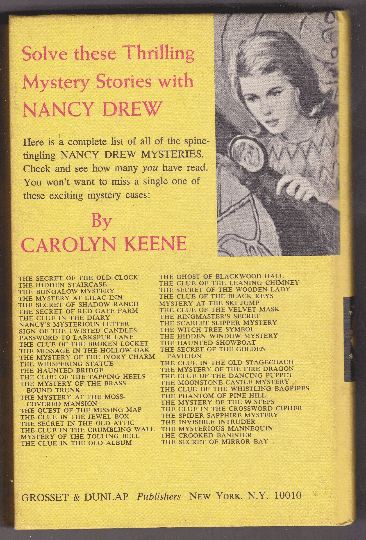 Solve these Thrilling
Mystery Stories with
NANCY DREW
Here is a complete list of all of the spine-
tingling NANCY DREW MYSTERIES.
Check and see how many you have read.
You won't want to miss a single one of
these exciting mystery cases:
By
CAROLYN KEENE
THE SECRET OF THE OLD CLOCK
THE HIDDEN STAIRCASE
THE BUNGALOW MYSTERY
THE MYSTERY AT LILAC INN
THE SECRET OF SHADOW RANCH
THE SECRET OF RED GATE FARM
THE CLUE IN THE DIARY
NANCY'S MYSTERIOUS LETTER
SIGN OF THE TWISTED CANDLES
PASSWORD TO LARKSPUR LANE
THE CLUE OF THE BROKEN LOCKET
THE MESSAGE IN THE HOLLOW OAK
THE MYSTERY OF THE IVORY CHARM
THE WHISPERING STATUE
THE HAUNTED BRIDGE
THE CLUE OF THE TAPPING HEELS
THE MYSTERY OF THE BRASS
BOUND TRUNK
THE MYSTERY AT THE MOSS-
COVERED MANSION
THE QUEST OF THE MISSING MAP
THE CLUE IN THE JEWEL BOX
THE SECRET IN THE OLD ATTIC
THE CLUE IN THE CRUMBLING WALL
MYSTERY OF THE TOLLING BELL
THE CLUE IN THE OLD ALBUM
THE GHOST OF BLACKWOOD HALL
THE CLUE OF THE LEANING CHIMNEY
THE SECRET OF THE WOODEN LADY
THE CLUE OF THE BLACK KEYS
MYSTERY AT THE SKI JUMP
THE CLUE OF THE VELVET MASK
THE RINGMASTER'S SECRET
THE SCARLET SLIPPER MYSTERY
THE WITCH TREE SYMBOL
THE HIDDEN WINDOW MYSTERY
THE HAUNTED SHOWBOAT
THE SECRET OF THE GOLDEN
PAVILION
THE CLUE IN THE OLD STAGECOACH
THE MYSTERY OF THE FIRE DRAGON
THE CLUE OF THE DANCING PUPPET
THE MOONSTONE CASTLE MYSTERY
THE CLUE OF THE WHISTLING BAGPIPES
THE PHANTOM OF PINE HILL
THE MYSTERY OF THE 99 STEPS
THE CLUE IN THE CROSSWORD CIPHER
THE SPIDER SAPPHIRE MYSTERY
THE INVISIBLE INTRUDER
THE MYSTERIOUS MANNEQUIN
THE CROOKED BANISTER
THE SECRET OF MIRROR BAY
GROSSET & DUNLAP Publishers NEW YORK, N.Y. 10010